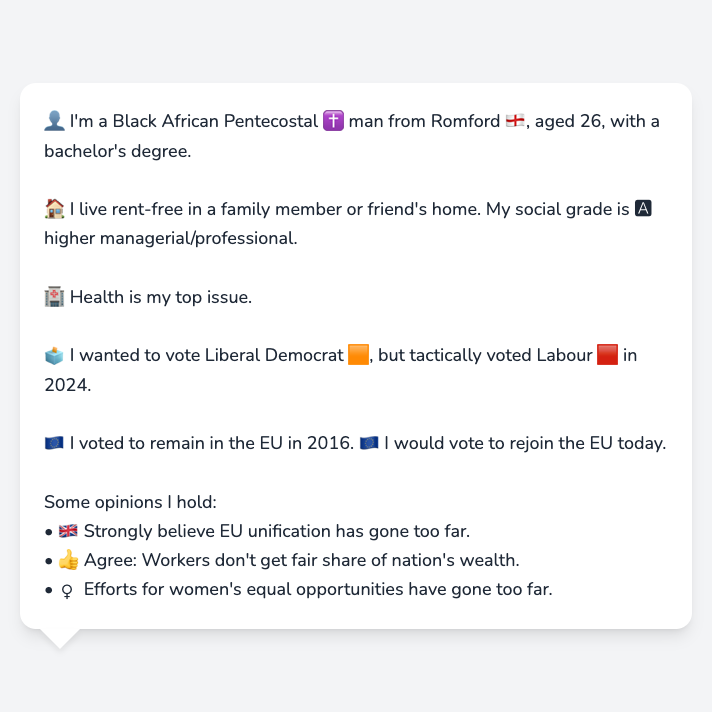 👤 I'm a Black African Pentecostal ✝️ man from Romford 🏴󠁧󠁢󠁥󠁮󠁧󠁿, aged 26, with a
bachelor's degree.
🏠 I live rent-free in a family member or friend's home. My social grade is 🅰
higher managerial/professional.
🏥 Health is my top issue.
🗳️ I wanted to vote Liberal Democrat 🟧, but tactically voted Labour 🟥 in
2024.
🇪🇺 I voted to remain in the EU in 2016. 🇪🇺 I would vote to rejoin the EU today.
Some opinions I hold:
• 🇬🇧 Strongly believe EU unification has gone too far.
• 👍 Agree: Workers don't get fair share of nation's wealth.
• ♀ Efforts for women's equal opportunities have gone too far.